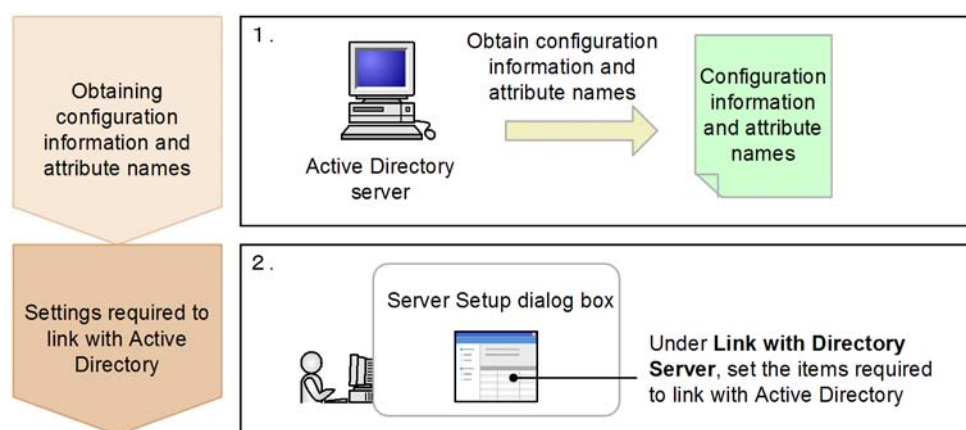 Obtaining
configuration
information and
attribute names
1.
Obtain configuration
information and
attribute names
Active Directory
server
Configuration
information
and attribute
names
Settings required to
link with Active
Directory
2.
Server Setup dialog box
Under Link with Directory
Server, set the items required
to link with Active Directory